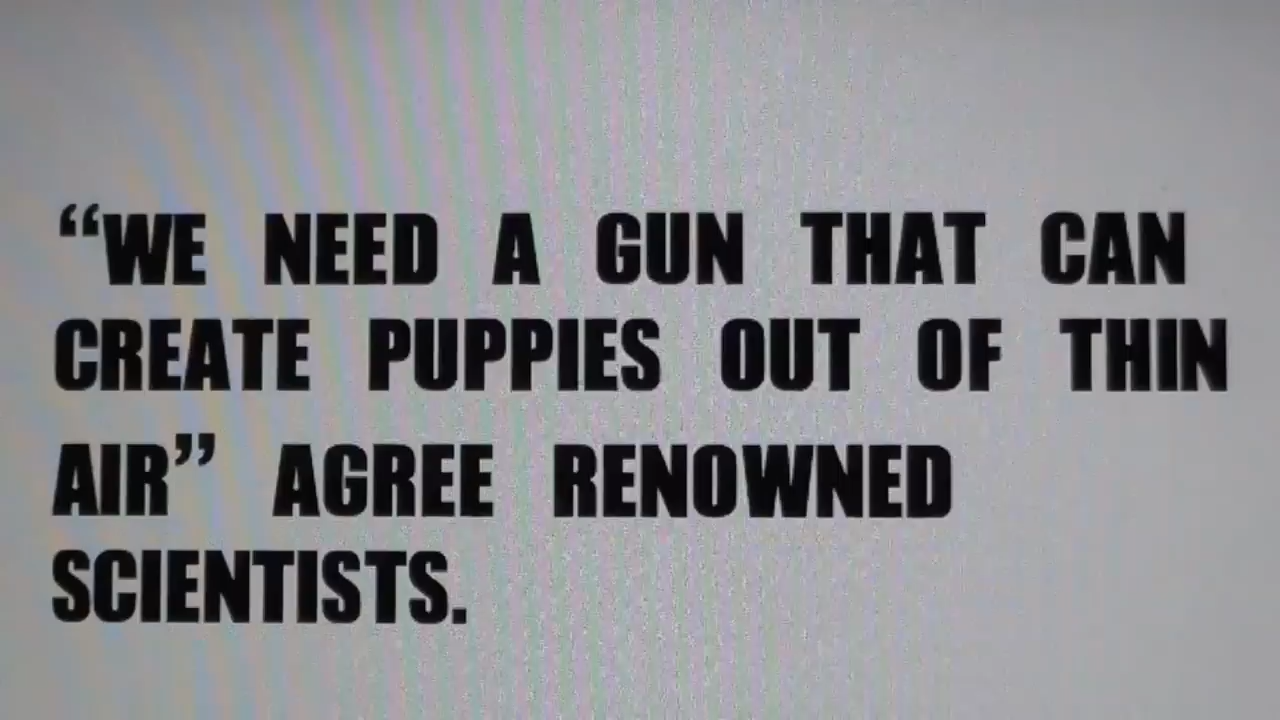 “WE NEED A GUN THAT CAN
CREATE PUPPIES OUT OF THIN
AIR” AGREE RENOWNED
SCIENTISTS.